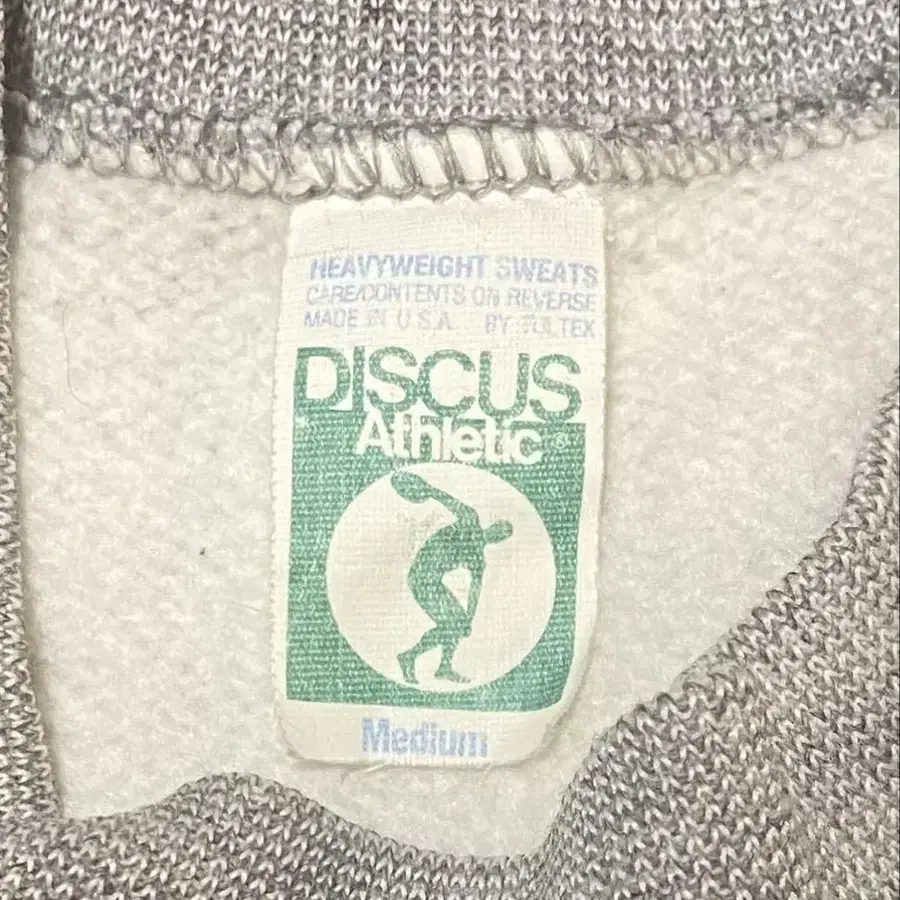 HEAVYWEIGHT SWEATS
CARE/CONTENTS ON REVERSE
MADE IN U.S.A. BY TULTEX
DISCUS
Athletic®
Medium